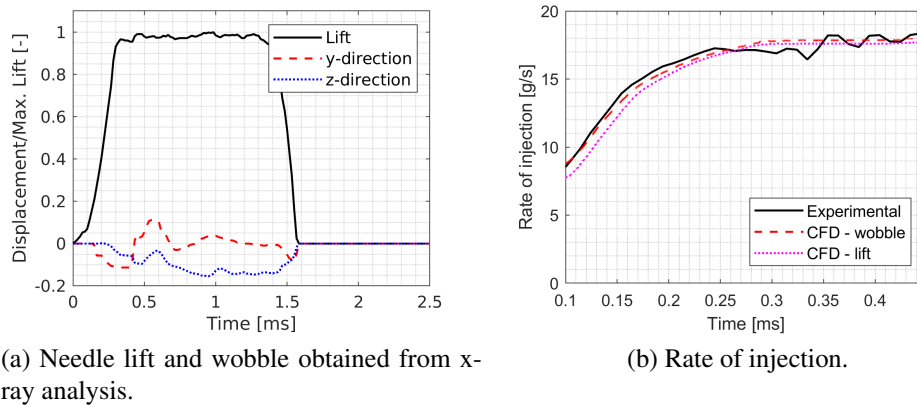 1
0.8
0.6
0.4
0.2
0
-0.2
Displacement/Max. Lift [-]
Lift
y-direction
z-direction
0 0.5 1 1.5 2 2.5
Time [ms]
20
15
10
5
0
Rate of injection [g/s]
Experimental
CFD - wobble
CFD - lift
0.1 0.15 0.2 0.25 0.3 0.35 0.4
Time [ms]
(a) Needle lift and wobble obtained from x-
ray analysis.
(b) Rate of injection.